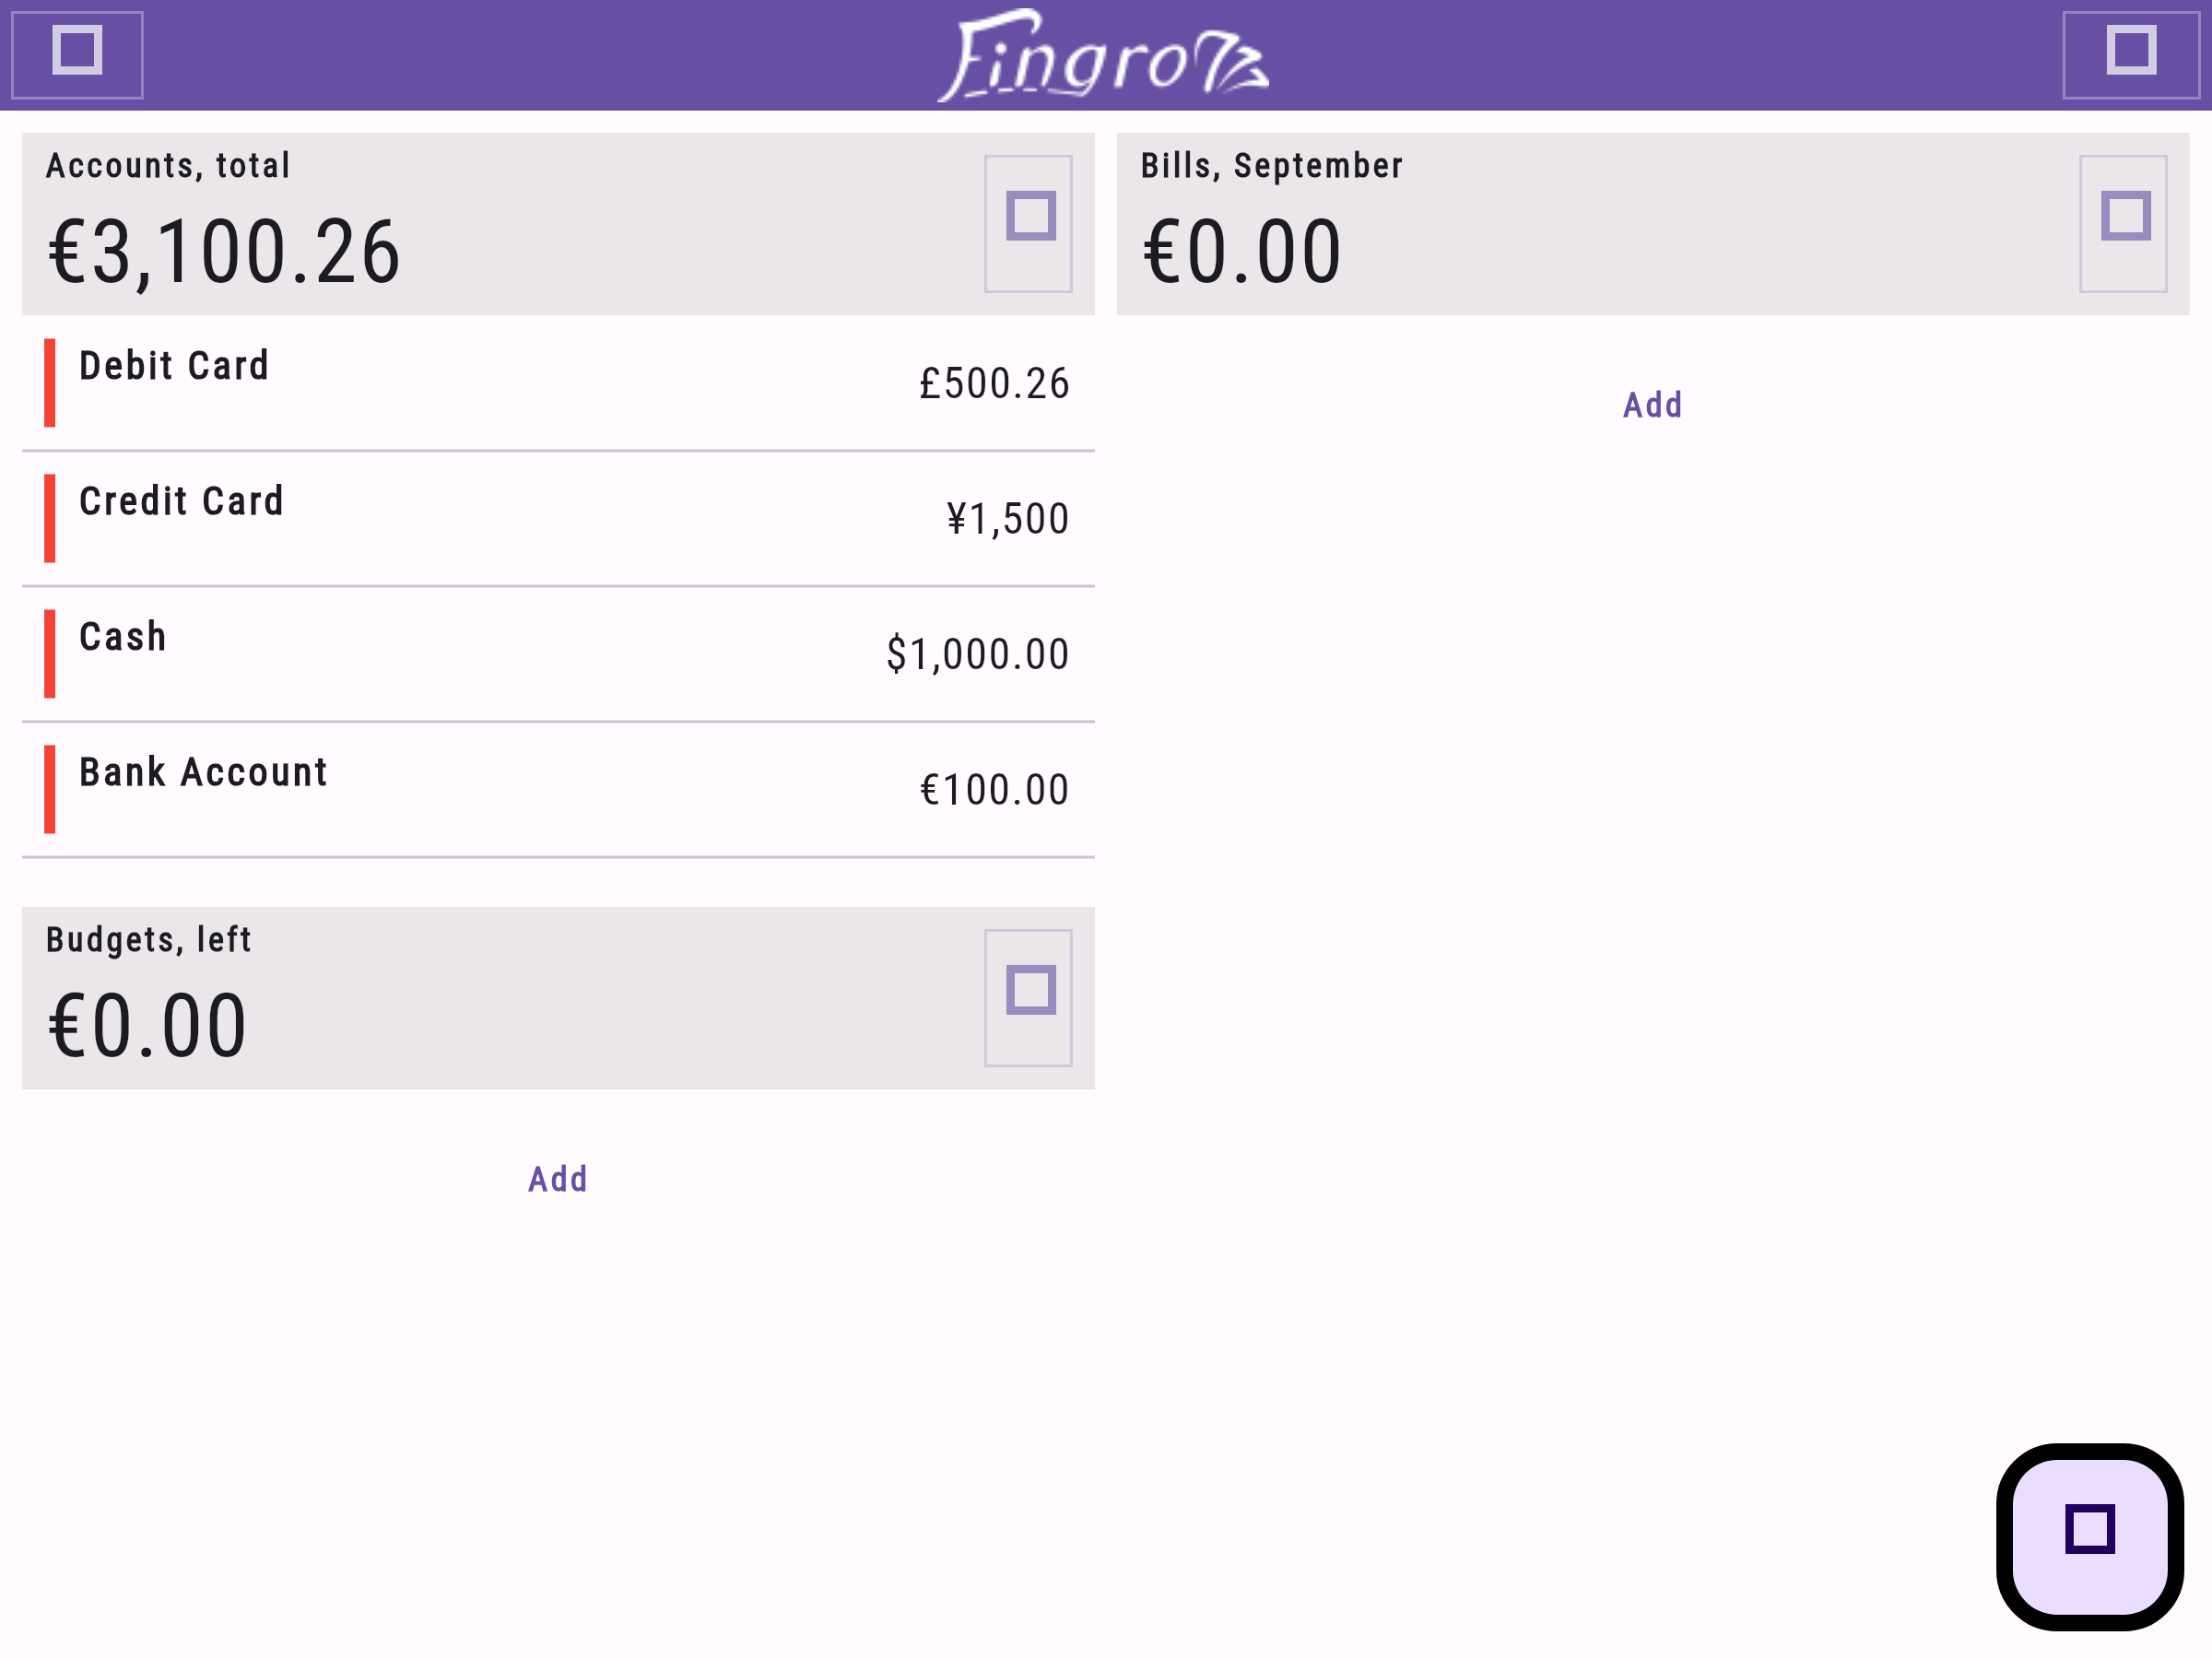 Fingrom
Accounts, total
€3,100.26
Debit Card
£500.26
Credit Card
¥1,500
Cash
$1,000.00
Bank Account
€100.00
Budgets, left
€0.00
Add
Bills, September
€0.00
Add